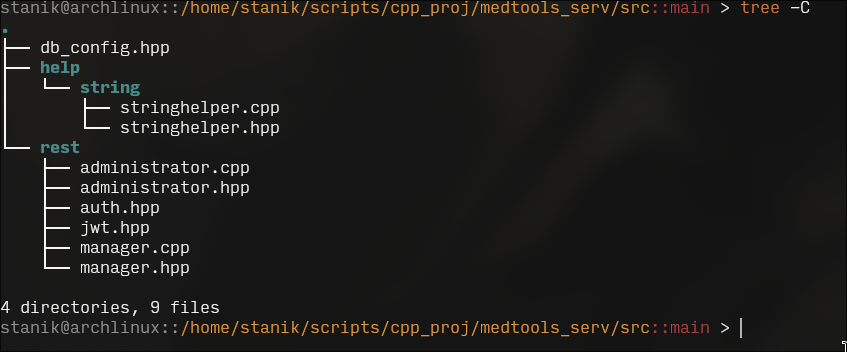 stanik@archlinux::/home/stanik/scripts/cpp_proj/medtools_serv/src::main > tree -C
.
├── db_config.hpp
├── help
│   └── string
│       ├── stringhelper.cpp
│       └── stringhelper.hpp
└── rest
    ├── administrator.cpp
    ├── administrator.hpp
    ├── auth.hpp
    ├── jwt.hpp
    ├── manager.cpp
    └── manager.hpp

4 directories, 9 files
stanik@archlinux::/home/stanik/scripts/cpp_proj/medtools_serv/src::main >